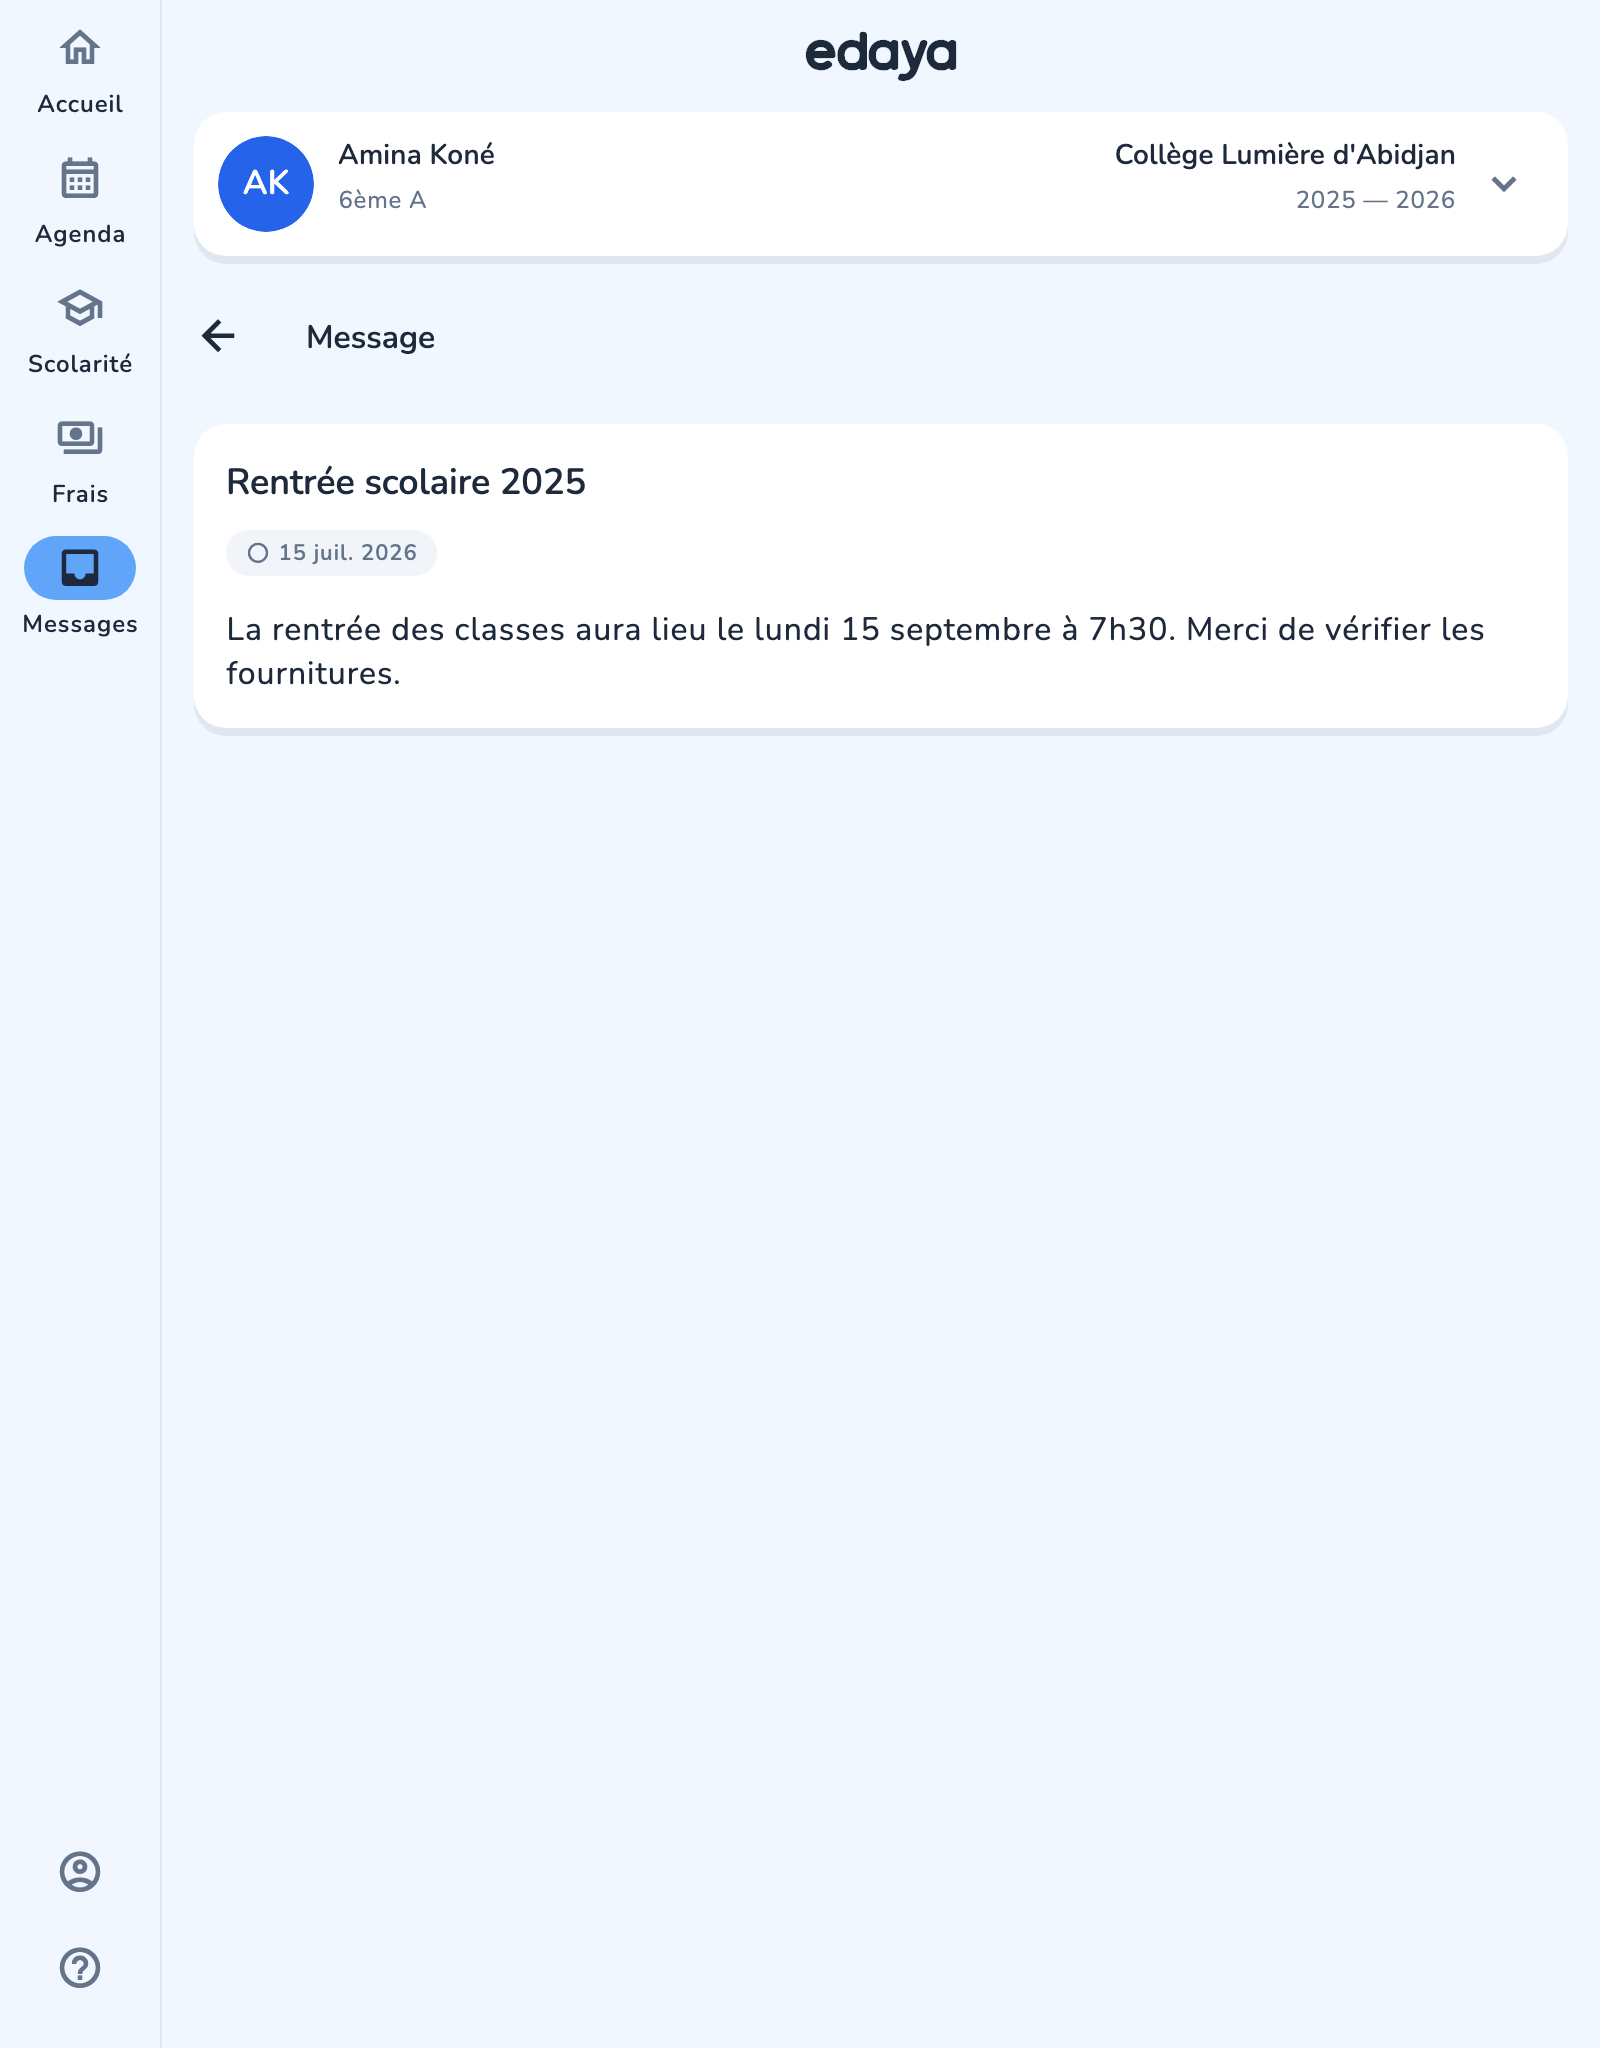 edaya
Accueil
Agenda
Scolarité
Frais
Messages
AK
Amina Koné
6ème A
Collège Lumière d'Abidjan
2025 — 2026
Message
Rentrée scolaire 2025
15 juil. 2026
La rentrée des classes aura lieu le lundi 15 septembre à 7h30. Merci de vérifier les
fournitures.